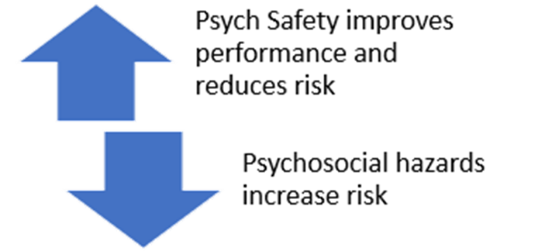 Psych Safety improves
performance and
reduces risk
Psychosocial hazards
increase risk